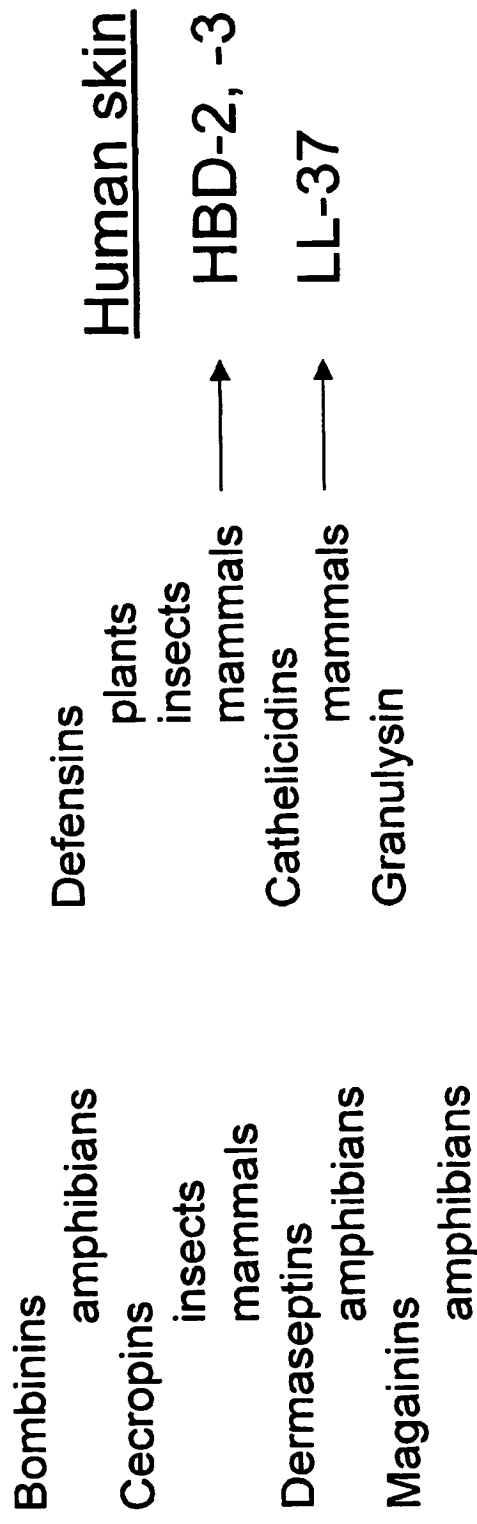 Bombinins
amphibians
Cecropins
insects
mammals
Dermaseptins
amphibians
Magainins
amphibians
Defensins
plants
insects
mammals
Cathelicidins
mammals
Granulysin
Human skin
HBD-2, -3
LL-37